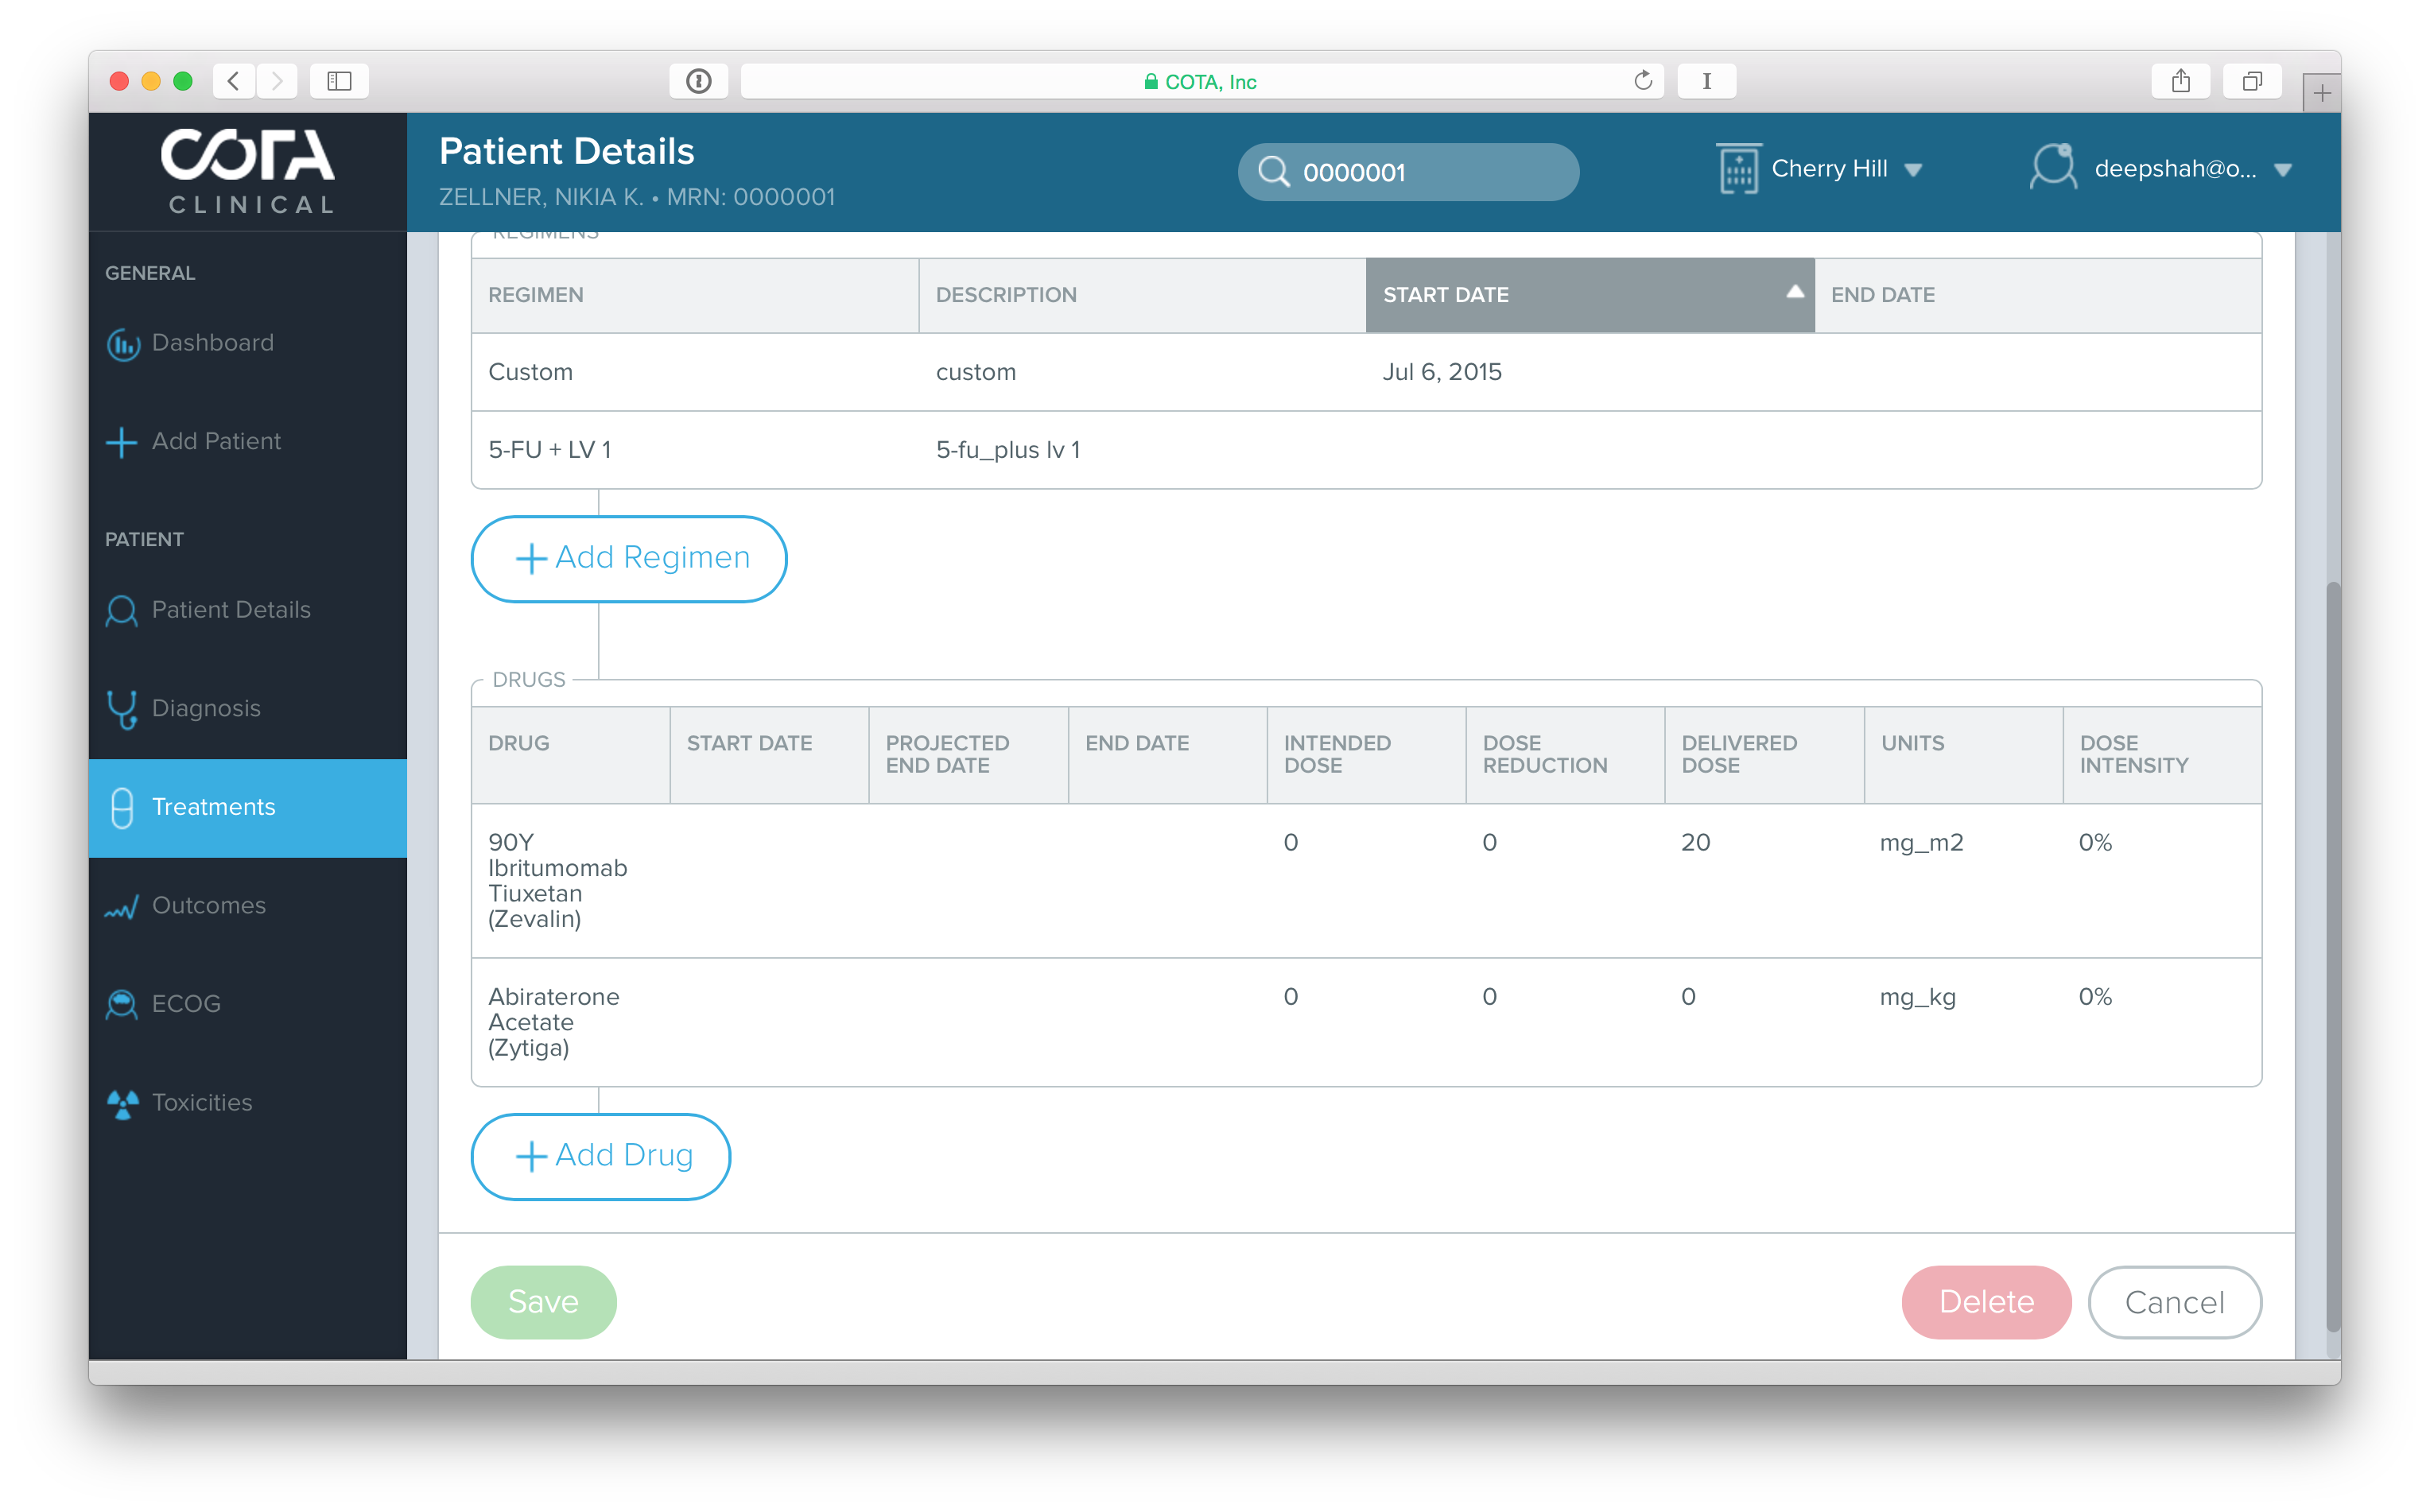 COTA, Inc
COTA
CLINICAL
Patient Details
ZELLNER, NIKIA K. • MRN: 0000001
0000001
Cherry Hill
deepshah@o...
GENERAL
Dashboard
Add Patient
PATIENT
Patient Details
Diagnosis
Treatments
Outcomes
ECOG
Toxicities
REGIMENS
REGIMEN DESCRIPTION START DATE END DATE
Custom custom Jul 6, 2015
5-FU + LV 1 5-fu_plus lv 1
+ Add Regimen
DRUGS
DRUG START DATE PROJECTED END DATE INTENDED DOSE DELIVERED UNITS DOSE
END DATE DOSE REDUCTION DOSE INTENSITY
90Y 0 0 20 mg_m2 0%
Ibritumomab
Tiuxetan
(Zevalin)
Abiraterone 0 0 0 mg_kg 0%
Acetate
(Zytiga)
+ Add Drug
Save
Delete
Cancel